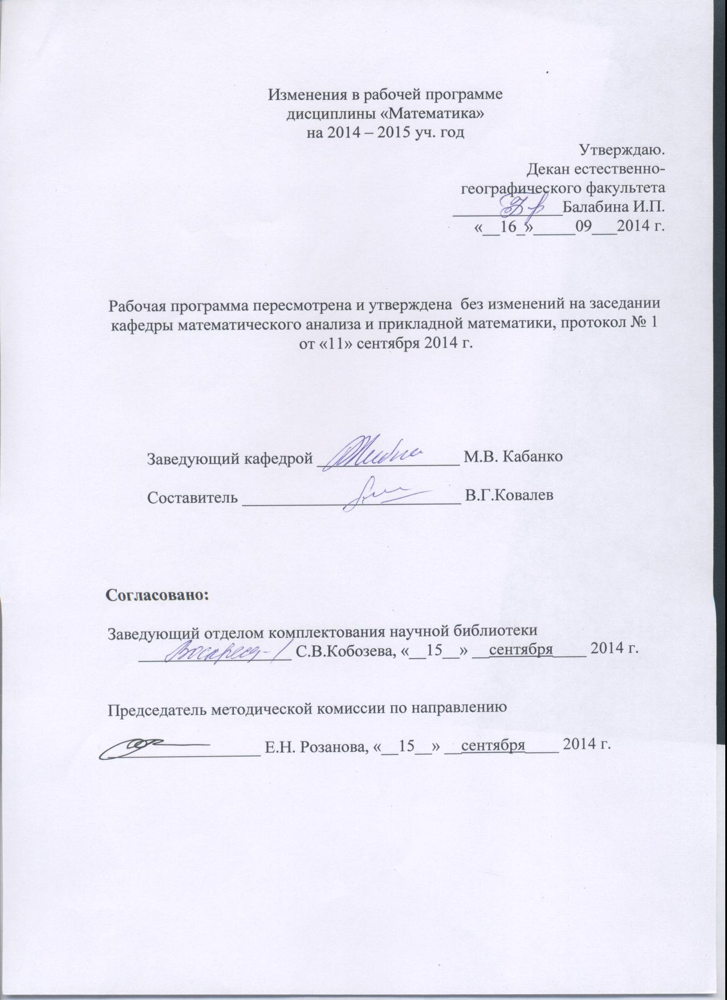 Изменения в рабочей программе
дисциплины «Математика»
на 2014 – 2015 уч. год
Утверждаю.
Декан естественно-
географического факультета
_____________Балабина И.П.
«__16_»_____09___2014 г.
Рабочая программа пересмотрена и утверждена без изменений на заседании
кафедры математического анализа и прикладной математики, протокол № 1
от «11» сентября 2014 г.
Заведующий кафедрой _________________ М.В. Кабанко
Составитель __________________________ В.Г.Ковалев
Согласовано:
Заведующий отделом комплектования научной библиотеки
__________________ С.В.Кобозева, «__15__» __сентября____ 2014 г.
Председатель методической комиссии по направлению
__________________ Е.Н. Розанова, «__15__» __сентября____ 2014 г.